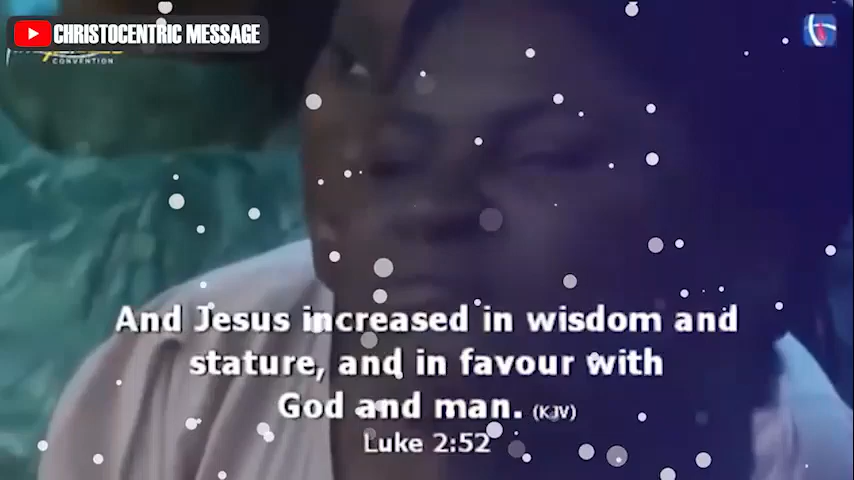 CHRISTOCENTRIC MESSAGE
CONVENTION
And Jesus increased in wisdom and
stature, and in favour with
God and man. (KJV)
Luke 2:52